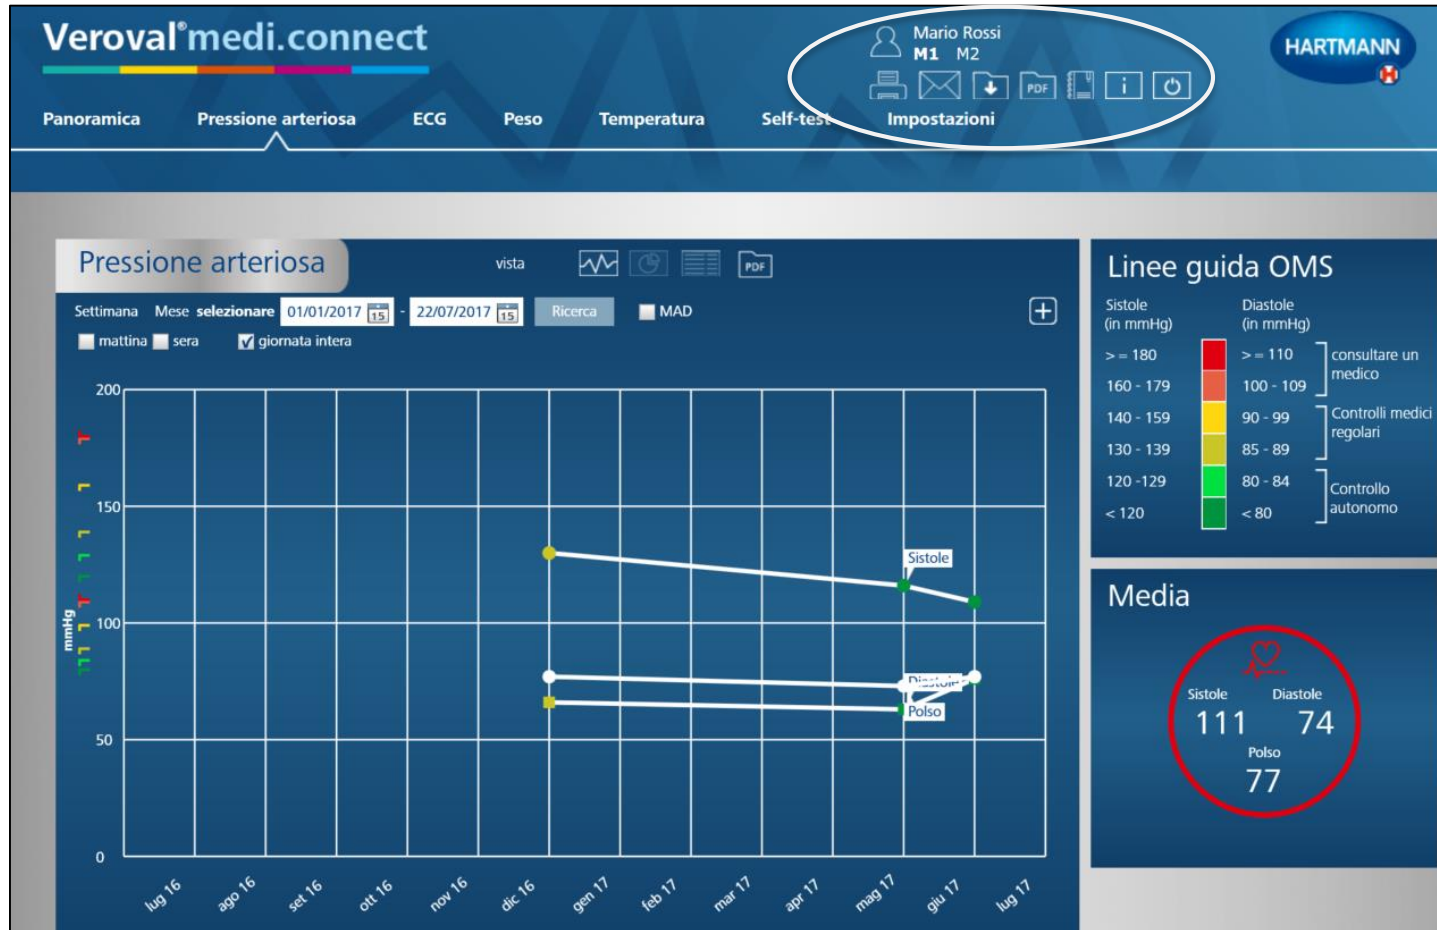 Veroval®medi.connect
Mario Rossi
M1 M2
HARTMANN
PDF
i
Panoramica Pressione arteriosa ECG Peso Temperatura Self-test Impostazioni
Pressione arteriosa
vista
PDF
Settimana Mese selezionare 01/01/2017 15 - 22/07/2017 15 Ricerca MAD
mattina sera giornata intera
200
150
100
50
0
mmHg
Sistole
Diastole
Polso
lug 16 ago 16 set 16 ott 16 nov 16 dic 16 gen 17 feb 17 mar 17 apr 17 mag 17 giu 17 lug 17
Linee guida OMS
Sistole Diastole
(in mmHg) (in mmHg)
>= 180 >= 110 consultare un
160 - 179 100 - 109 medico
140 - 159 90 - 99 Controlli medici
130 - 139 85 - 89 regolari
120 -129 80 - 84 Controllo
< 120 < 80 autonomo
Media
Sistole Diastole
111 74
Polso
77